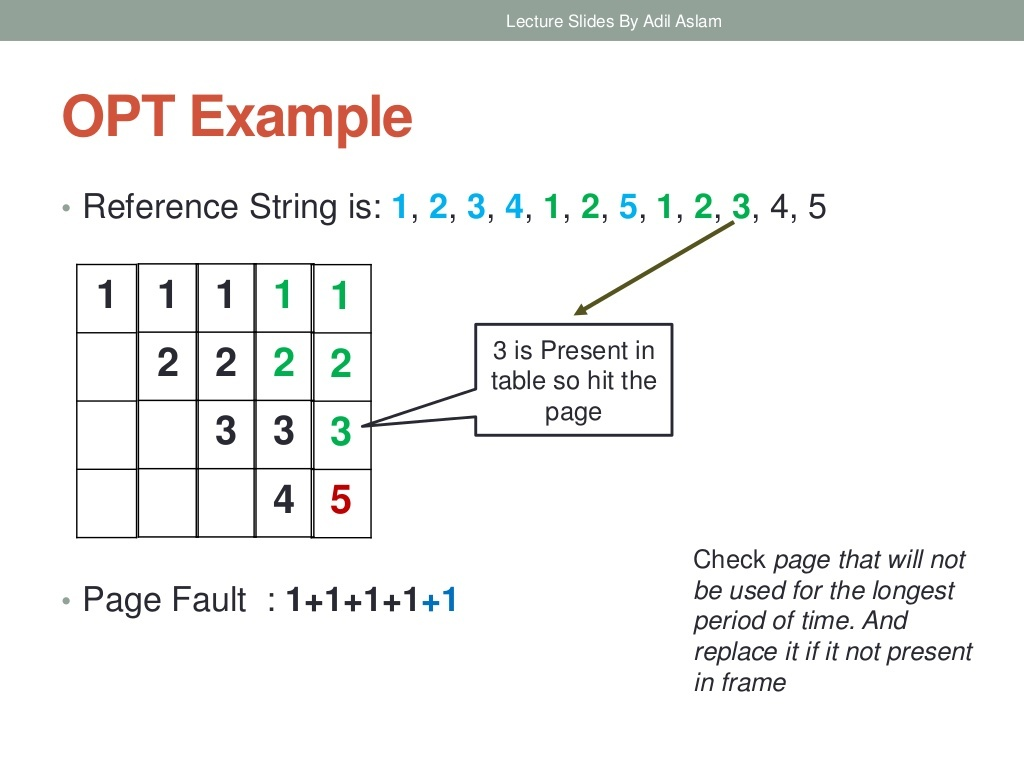 Lecture Slides By Adil Aslam
OPT Example
• Reference String is: 1, 2, 3, 4, 1, 2, 5, 1, 2, 3, 4, 5
1 1 1 1 1
2 2 2 2
3 3 3
4 5
3 is Present in
table so hit the
page
• Page Fault : 1+1+1+1+1
Check page that will not
be used for the longest
period of time. And
replace it if it not present
in frame